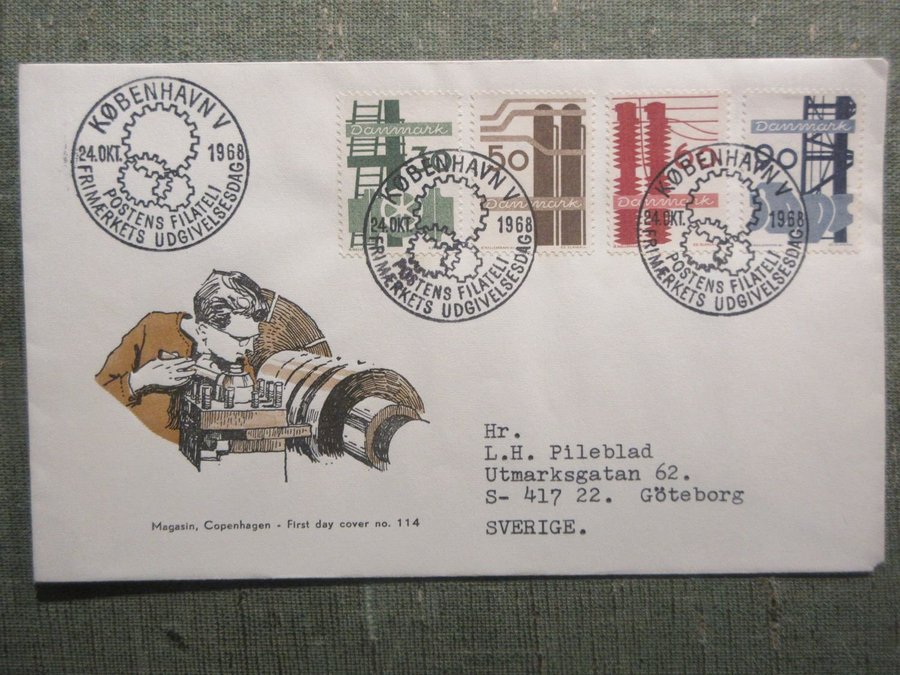 KØBENHAVN V
24.OKT. 1968
POSTENS FILATELI
FRIMÆRKETS UDGIVELSESDAG
Danmark
50
Danmark
60
Danmark
Danmark
90
KØBENHAVN V
24.OKT. 1968
POSTENS FILATELI
FRIMÆRKETS UDGIVELSESDAG
KØBENHAVN V
24.OKT. 1968
POSTENS FILATELI
FRIMÆRKETS UDGIVELSESDAG
Hr.
L.H. Pileblad
Utmarksgatan 62.
S- 417 22. Göteborg
SVERIGE.
Magasin, Copenhagen - First day cover no. 114